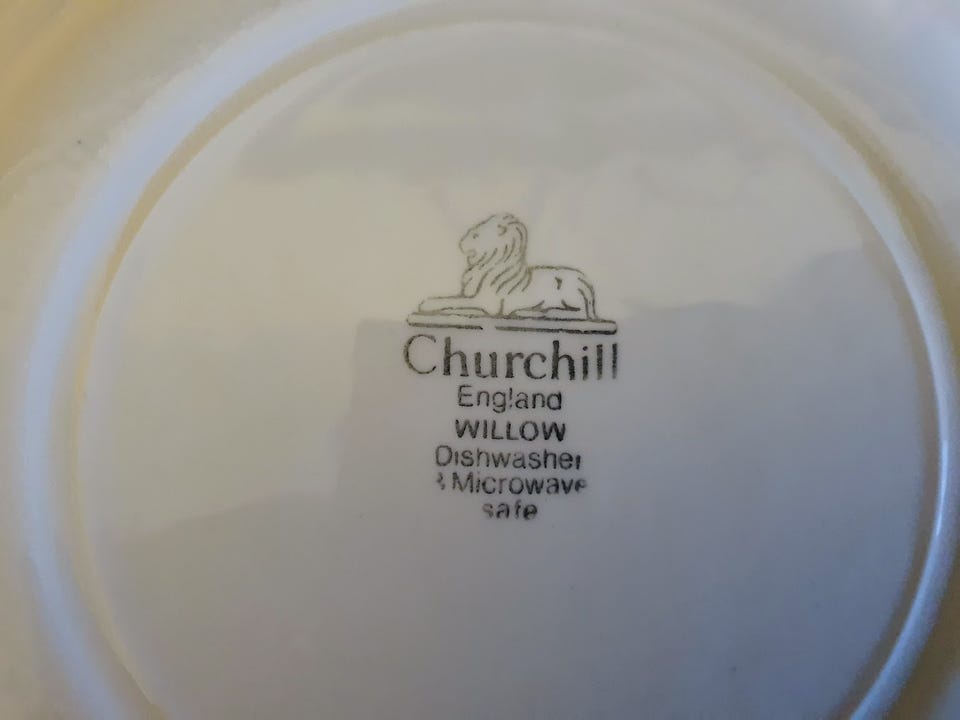 Churchill
England
WILLOW
Dishwasher
& Microwave
safe